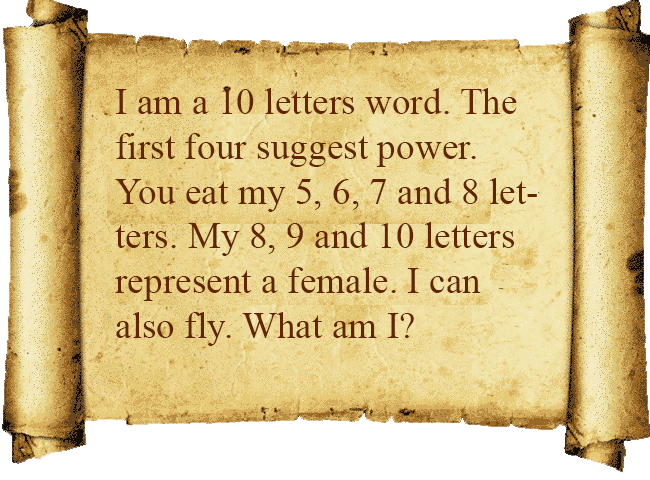 I am a 10 letters word. The
first four suggest power.
You eat my 5, 6, 7 and 8 let-
ters. My 8, 9 and 10 letters
represent a female. I can
also fly. What am I?